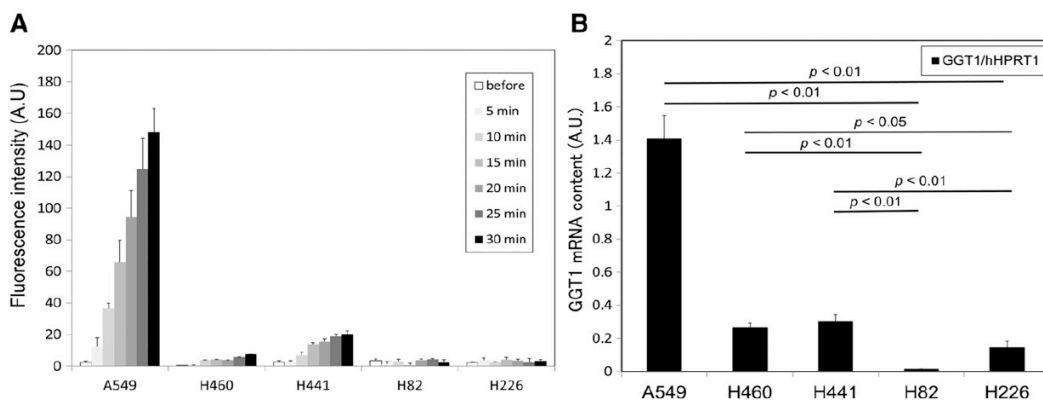 A
Fluorescence intensity (A.U)
200
180
160
140
120
100
80
60
40
20
0
before
5 min
10 min
15 min
20 min
25 min
30 min
A549 H460 H441 H82 H226
B
GGT1 mRNA content (A.U.)
2
1.8
1.6
1.4
1.2
1
0.8
0.6
0.4
0.2
0
GGT1/hHPRT1
p < 0.01
p < 0.01
p < 0.05
p < 0.01
p < 0.01
p < 0.01
A549 H460 H441 H82 H226